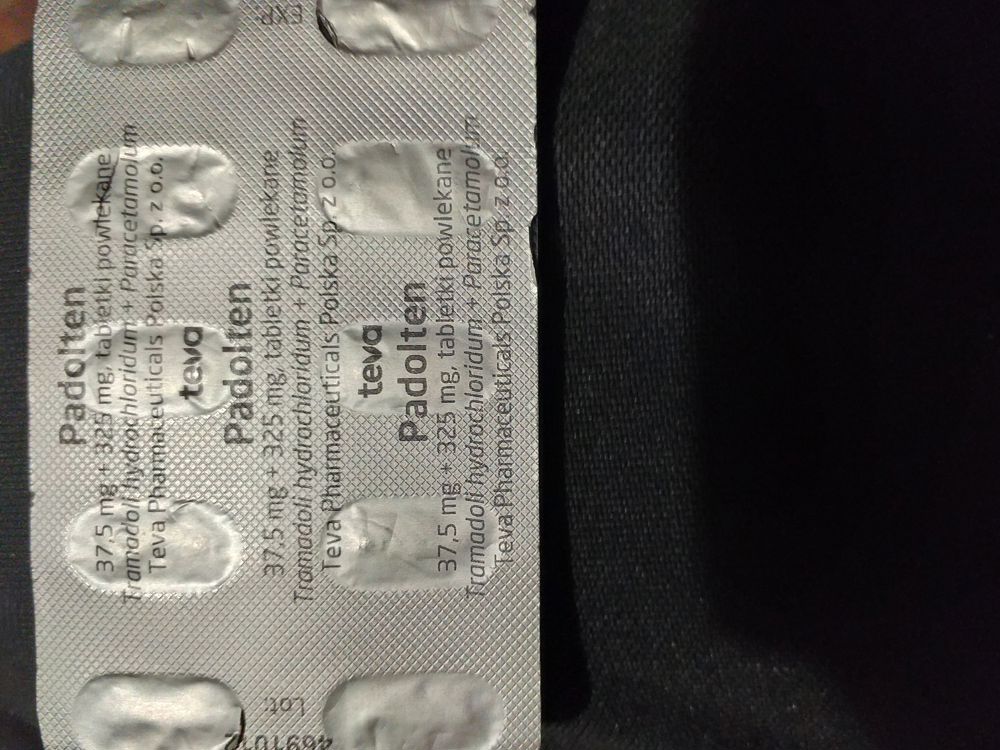 EXP
Padolten
37,5 mg + 325 mg, tabletki powlekane
Tramadoli hydrochloridum + Paracetamolum
Teva Pharmaceuticals Polska Sp. z o.o.
teva
Padolten
37,5 mg + 325 mg, tabletki powlekane
Tramadoli hydrochloridum + Paracetamolum
Teva Pharmaceuticals Polska Sp. z o.o.
teva
Padolten
37,5 mg + 325 mg, tabletki powlekane
Tramadoli hydrochloridum + Paracetamolum
Teva Pharmaceuticals Polska Sp. z o.o.
Lot: